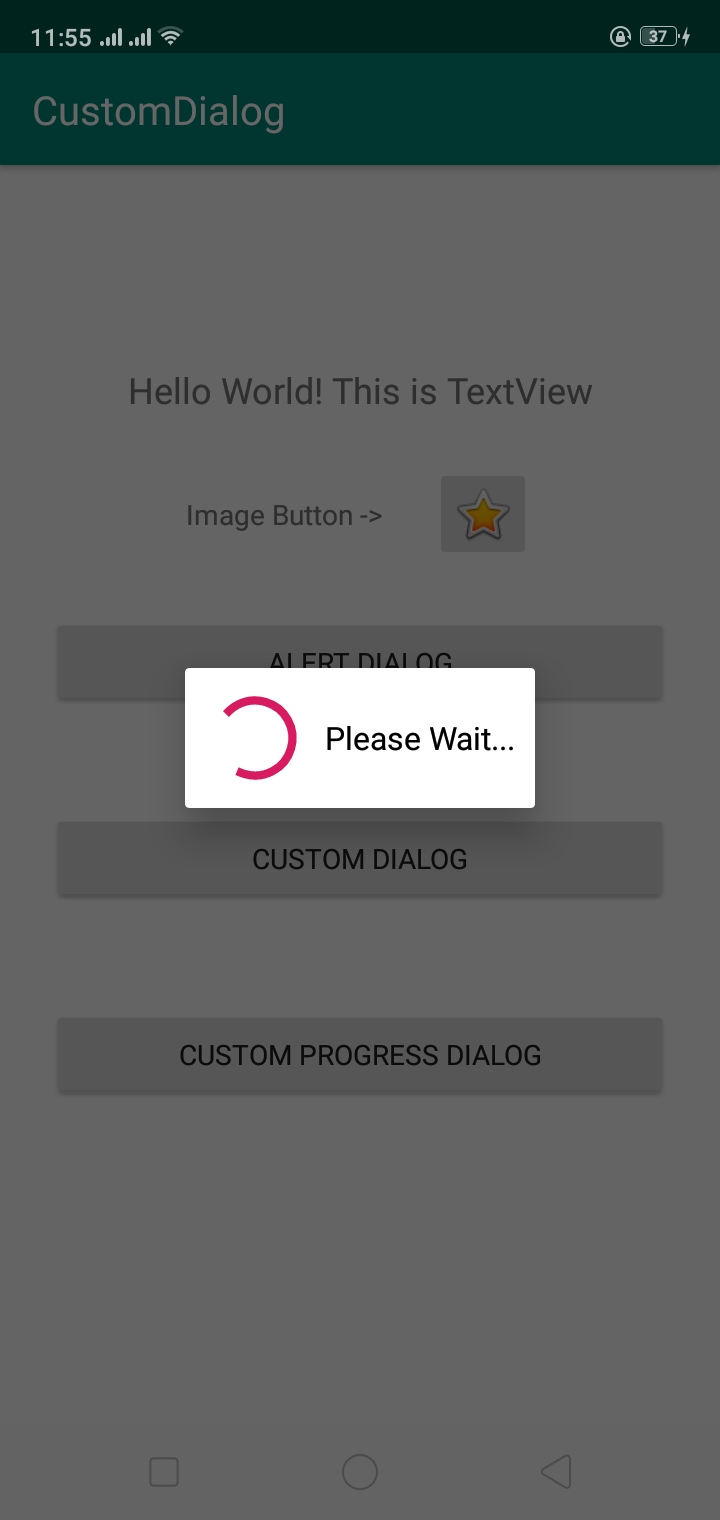 11:55
37
CustomDialog
Hello World! This is TextView
Image Button ->
ALERT DIALOG
Please Wait...
CUSTOM DIALOG
CUSTOM PROGRESS DIALOG